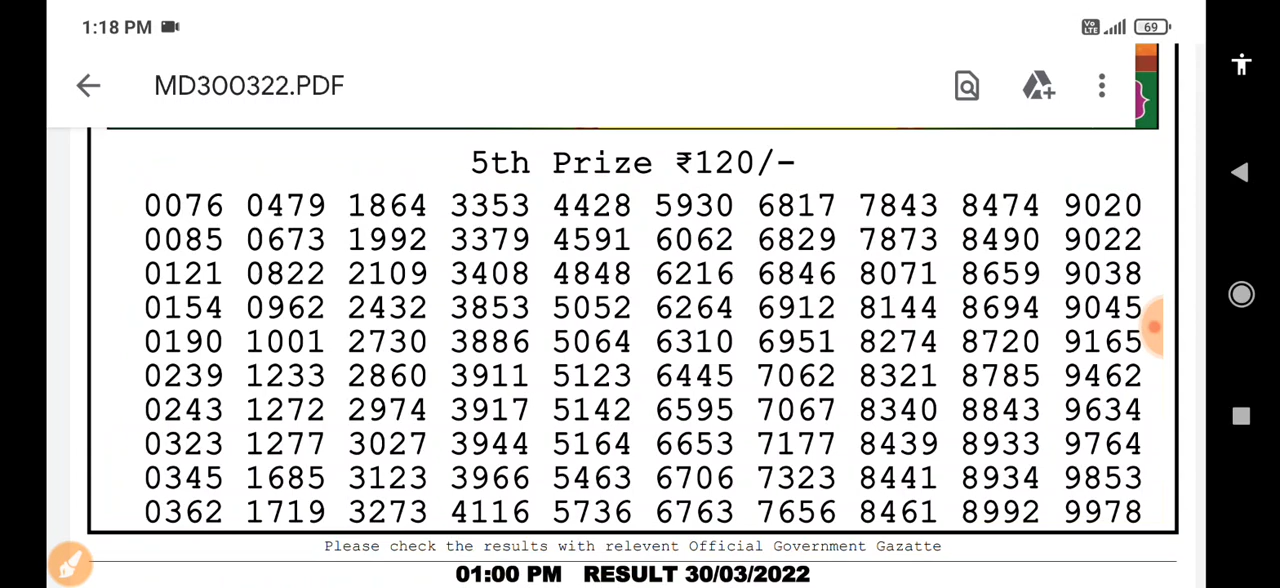 1:18 PM
Vo LTE 69
MD300322.PDF
5th Prize ₹120/-
0076 0479 1864 3353 4428 5930 6817 7843 8474 9020
0085 0673 1992 3379 4591 6062 6829 7873 8490 9022
0121 0822 2109 3408 4848 6216 6846 8071 8659 9038
0154 0962 2432 3853 5052 6264 6912 8144 8694 9045
0190 1001 2730 3886 5064 6310 6951 8274 8720 9165
0239 1233 2860 3911 5123 6445 7062 8321 8785 9462
0243 1272 2974 3917 5142 6595 7067 8340 8843 9634
0323 1277 3027 3944 5164 6653 7177 8439 8933 9764
0345 1685 3123 3966 5463 6706 7323 8441 8934 9853
0362 1719 3273 4116 5736 6763 7656 8461 8992 9978
Please check the results with relevent Official Government Gazatte
01:00 PM RESULT 30/03/2022